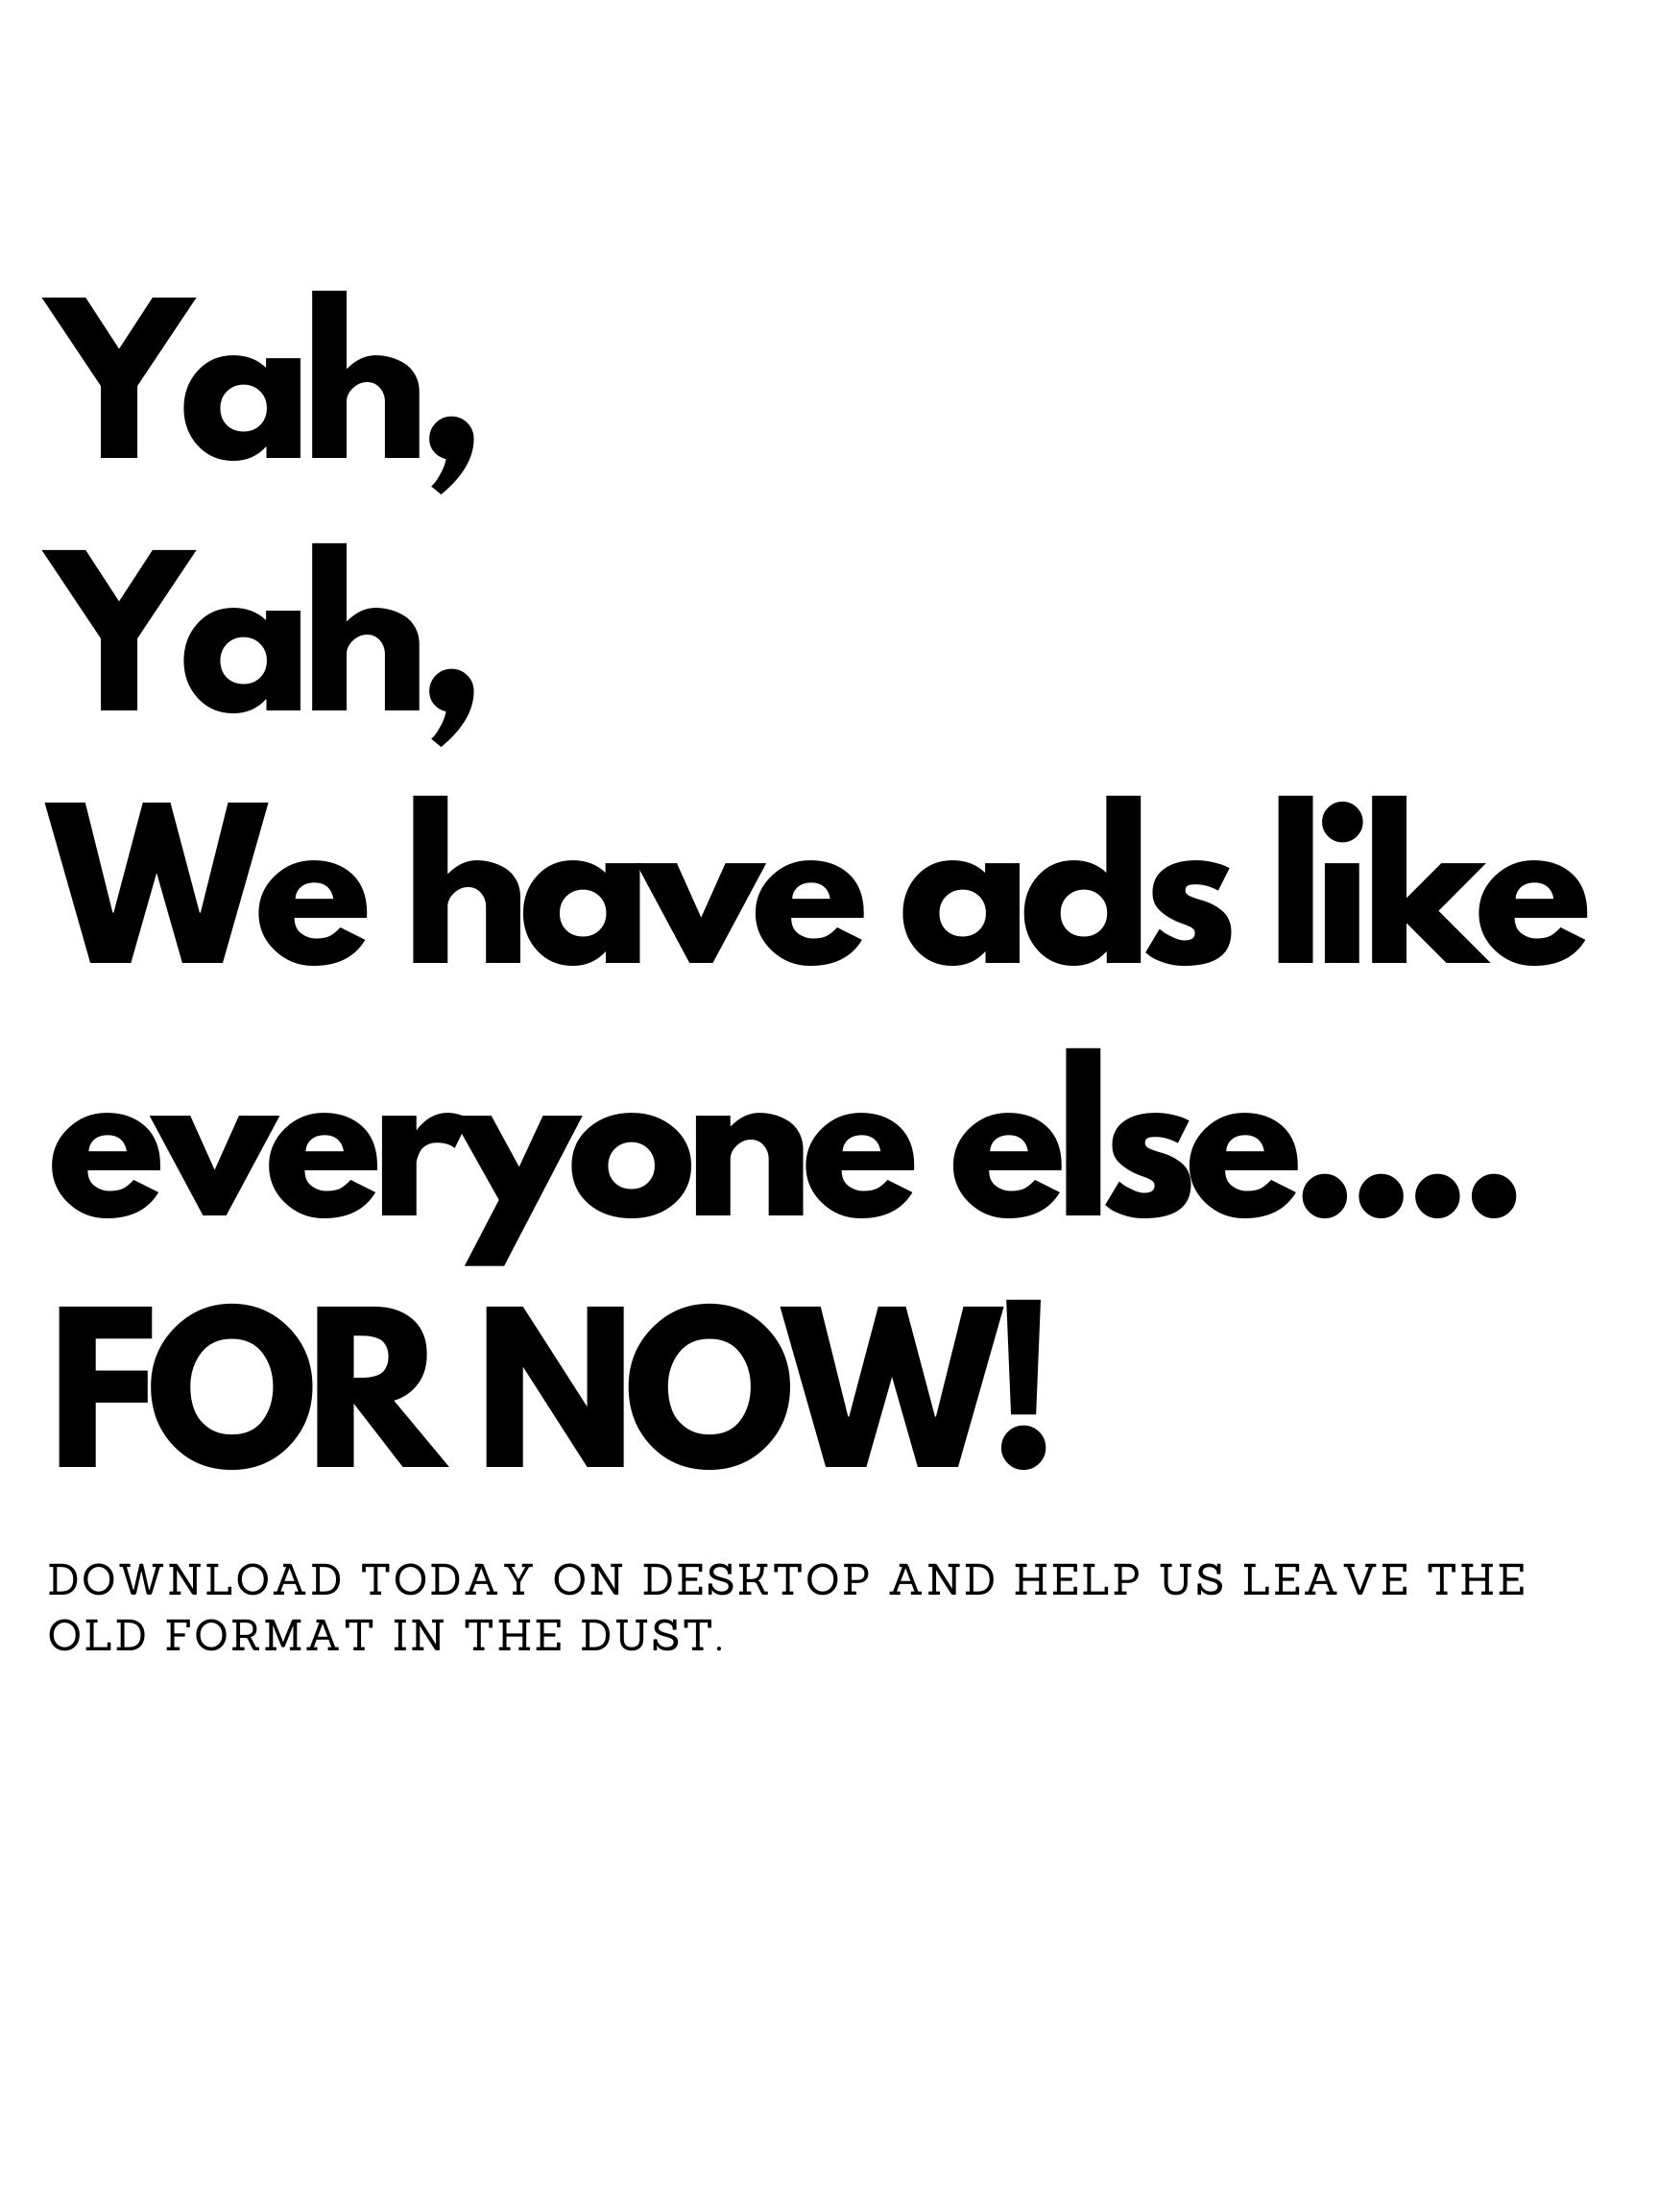 Yah,
Yah,
We have ads like
everyone else....
FOR NOW!
DOWNLOAD TODAY ON DESKTOP AND HELP US LEAVE THE
OLD FORMAT IN THE DUST.